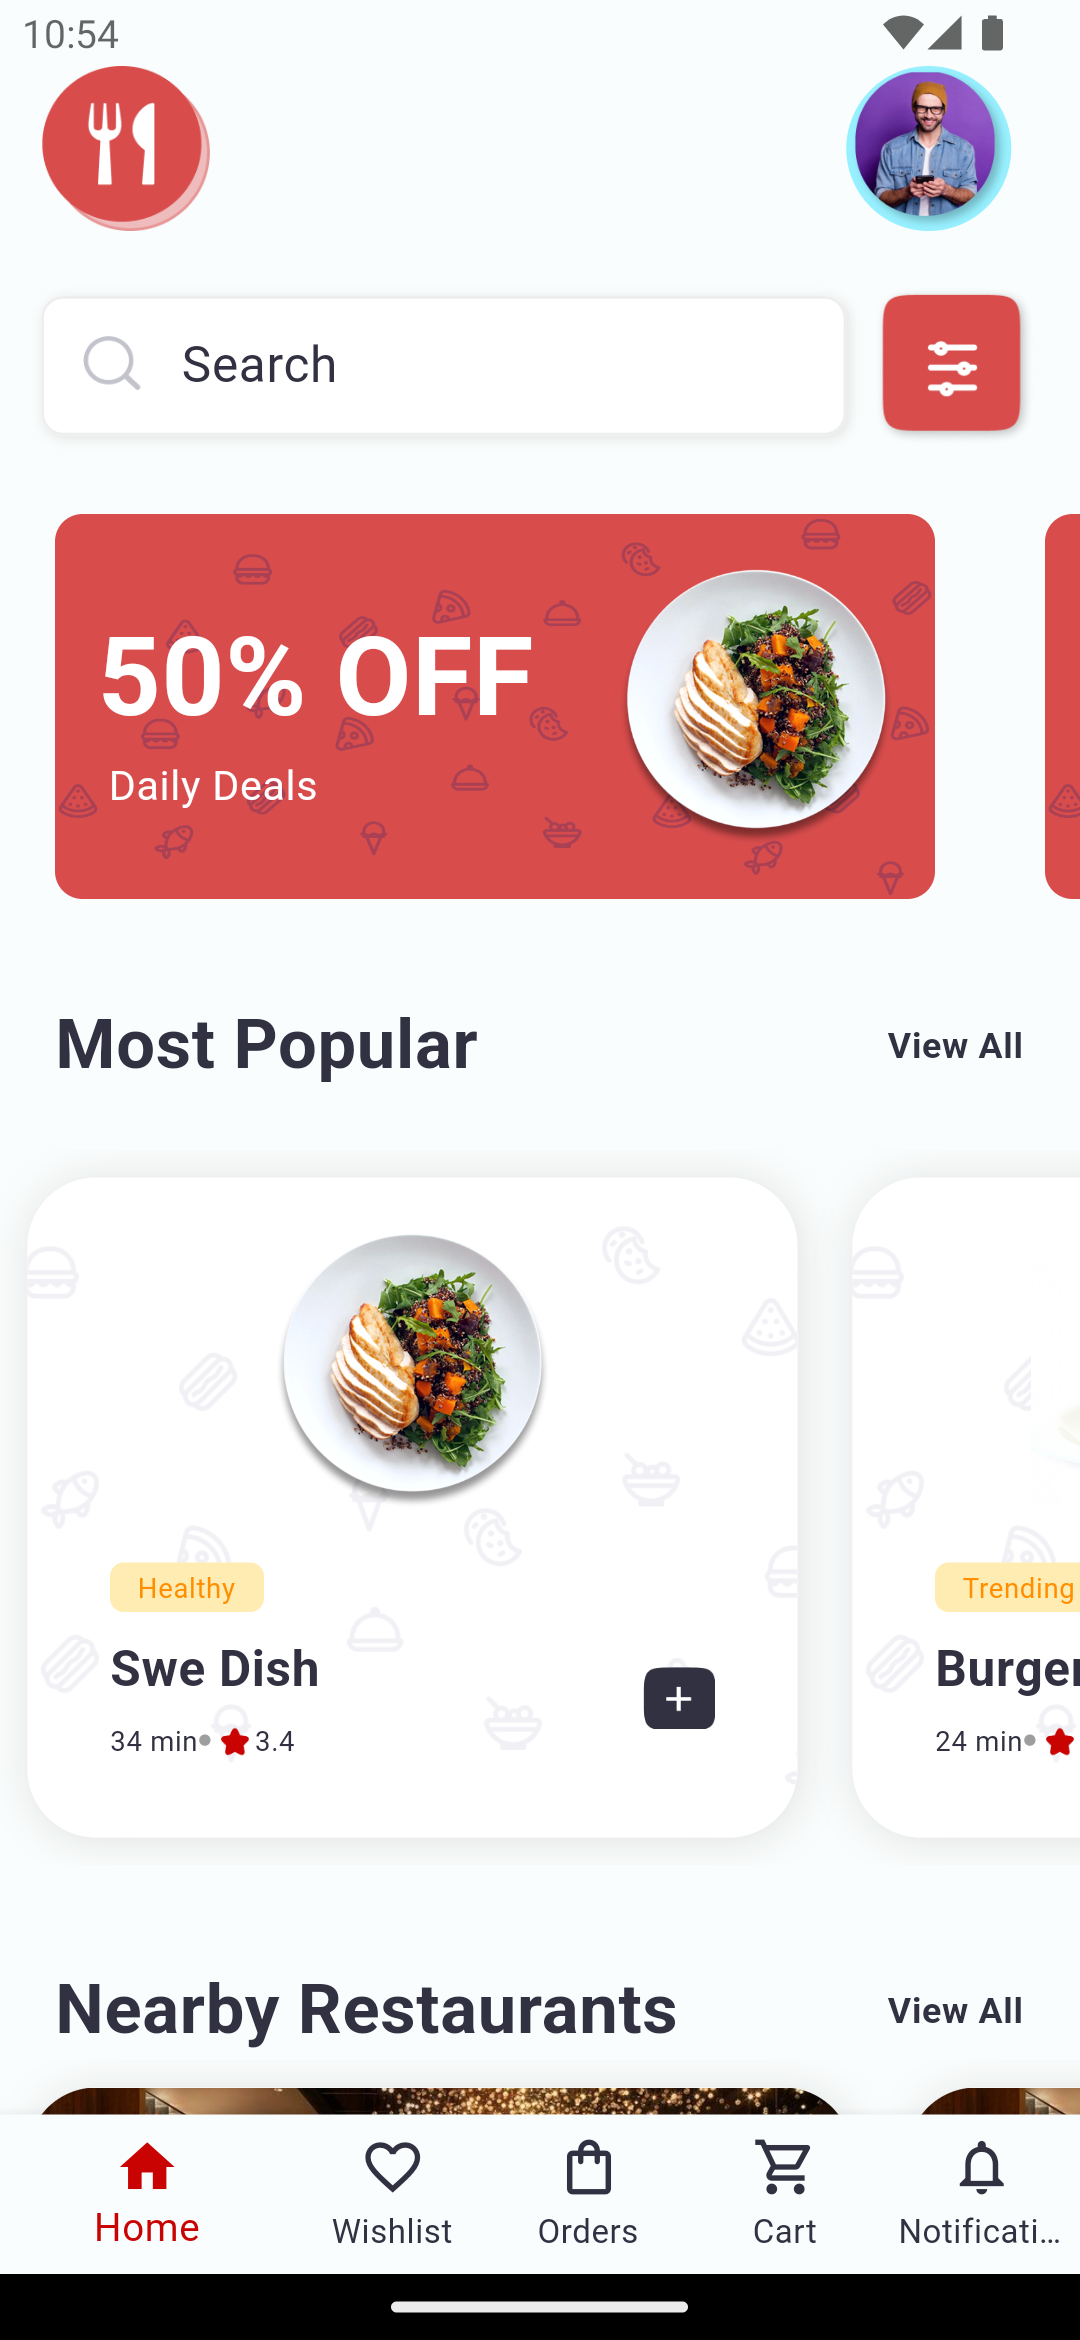 10:54
Search
50% OFF
Daily Deals
Most Popular
View All
Healthy
Trending
Swe Dish
Burger
34 min
3.4
24 min
Nearby Restaurants
View All
Home
Wishlist
Orders
Cart
Notificati…